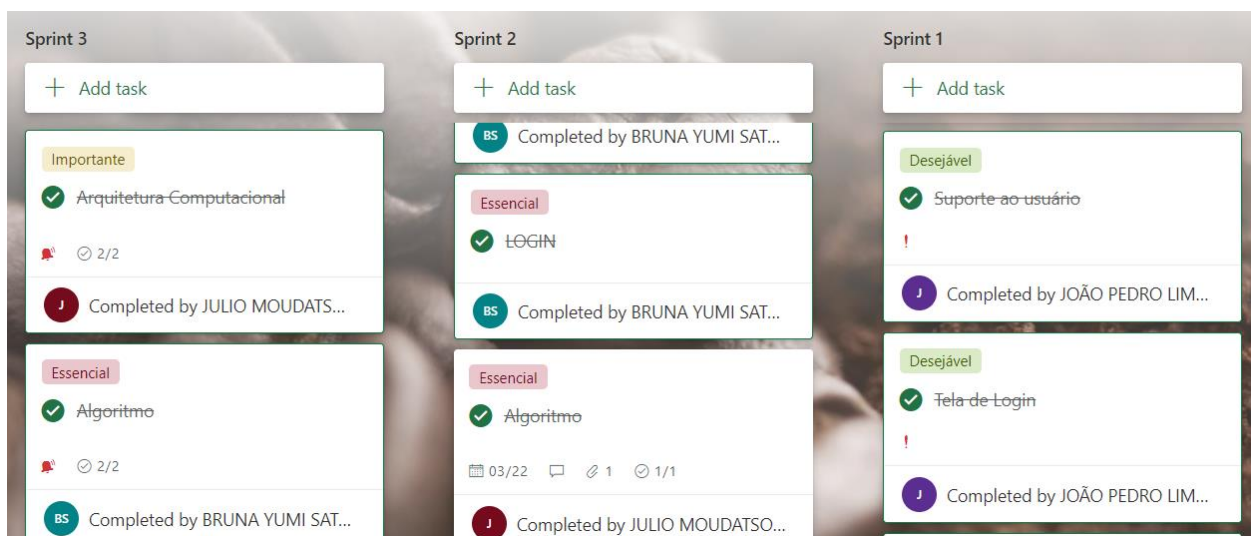 Sprint 3
+ Add task
Importante
Arquitetura Computacional
2/2
J Completed by JULIO MOUDATS...
Essencial
Algoritmo
2/2
BS Completed by BRUNA YUMI SAT...
Sprint 2
+ Add task
BS Completed by BRUNA YUMI SAT...
Essencial
LOGIN
BS Completed by BRUNA YUMI SAT...
Essencial
Algoritmo
03/22 1 1/1
J Completed by JULIO MOUDATSO...
Sprint 1
+ Add task
Desejável
Suporte ao usuário
!
J Completed by JOÃO PEDRO LIM...
Desejável
Tela de Login
!
J Completed by JOÃO PEDRO LIM...